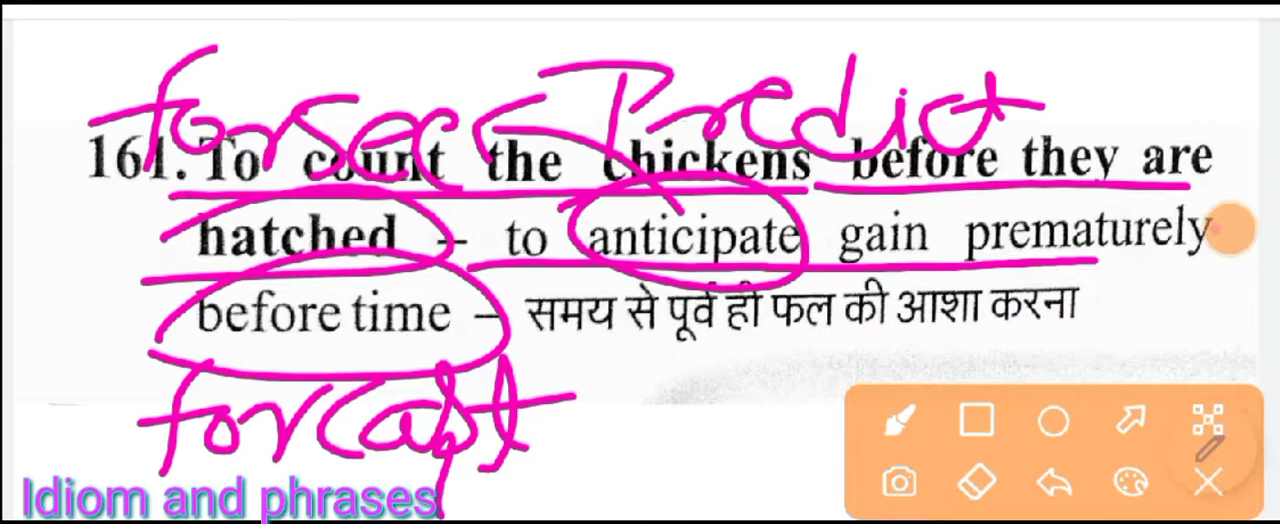 Forsee Predict
161. To count the chickens before they are
hatched – to anticipate gain prematurely
before time – समय से पूर्व ही फल की आशा करना
forcast
Idiom and phrases